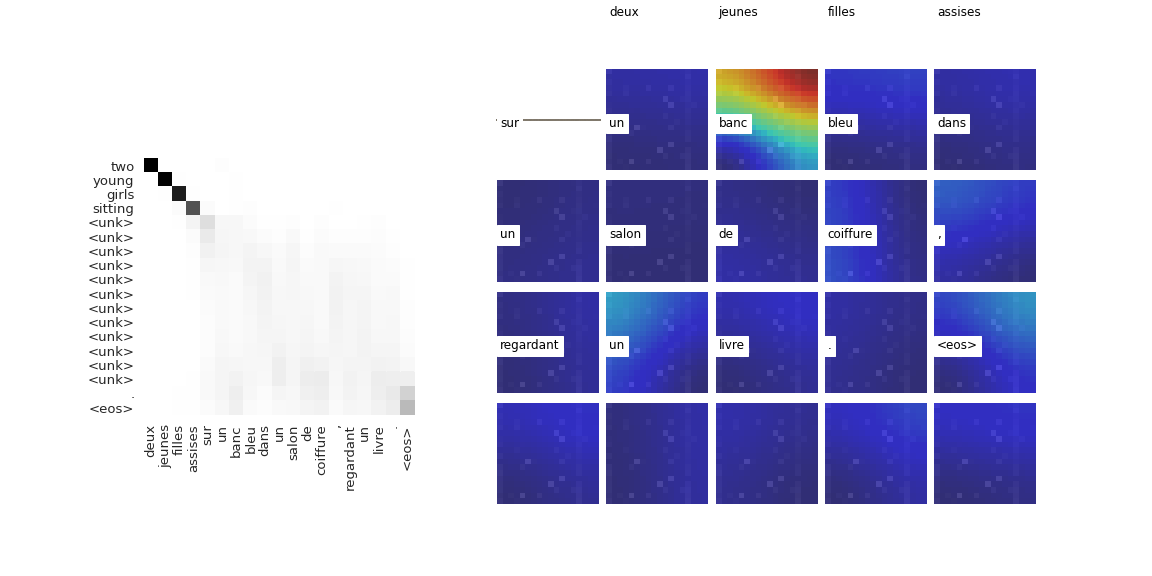 deux jeunes filles assises
sur un banc bleu dans
un salon de coiffure ,
regardant un livre . <eos>
two
young
girls
sitting
<unk>
<unk>
<unk>
<unk>
<unk>
<unk>
<unk>
<unk>
<unk>
<unk>
<unk>
<unk>
.
<eos>
deux
jeunes
filles
assises
sur
un
banc
bleu
dans
un
salon
de
coiffure
,
regardant
un
livre
.
<eos>